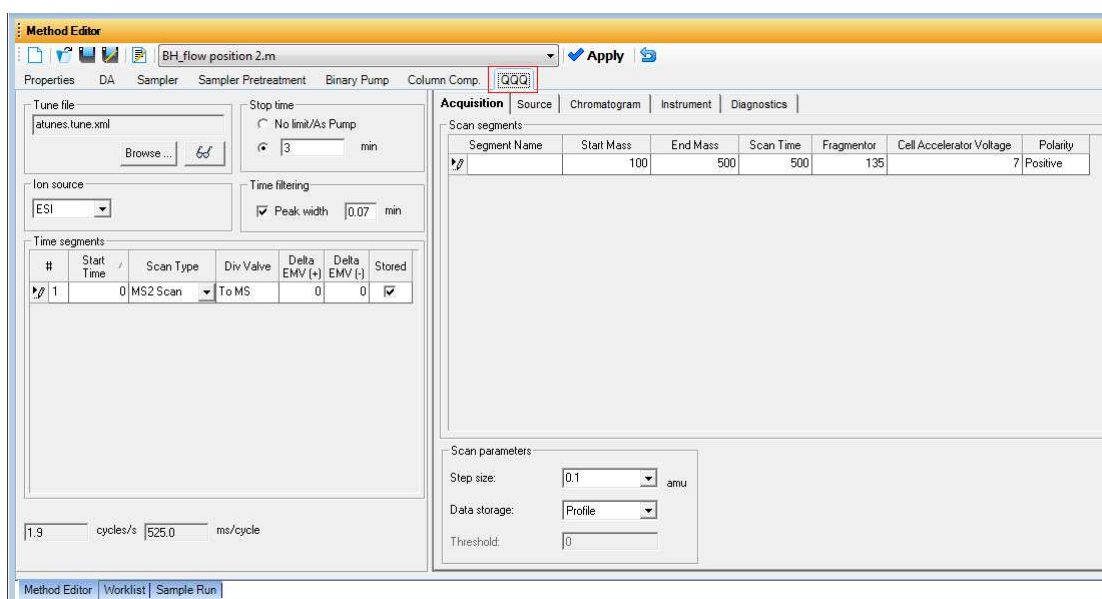 Method Editor
BH_flow position 2.m Apply
Properties DA Sampler Sampler Pretreatment Binary Pump Column Comp. QQQ
Tune file
atunes.tune.xml
Browse ...
Stop time
No limit/As Pump
3 min
Ion source
ESI
Time filtering
Peak width 0.07 min
Time segments
# Start Time Scan Type Div Valve Delta EMV (+) Delta EMV (-) Stored
1 0 MS2 Scan To MS 0 0
1.9 cycles/s 525.0 ms/cycle
Acquisition Source Chromatogram Instrument Diagnostics
Scan segments
Segment Name Start Mass End Mass Scan Time Fragmentor Cell Accelerator Voltage Polarity
100 500 500 135 7 Positive
Scan parameters
Step size: 0.1 amu
Data storage: Profile
Threshold: 0
Method Editor Worklist Sample Run